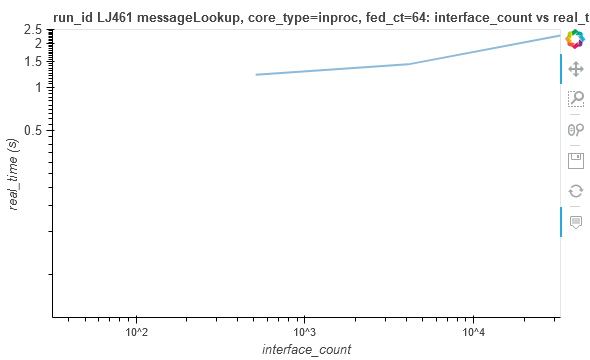 run_id LJ461 messageLookup, core_type=inproc, fed_ct=64: interface_count vs real_t
2.5
2
1.5
1
0.5
real_time (s)
10^2 10^3 10^4
interface_count